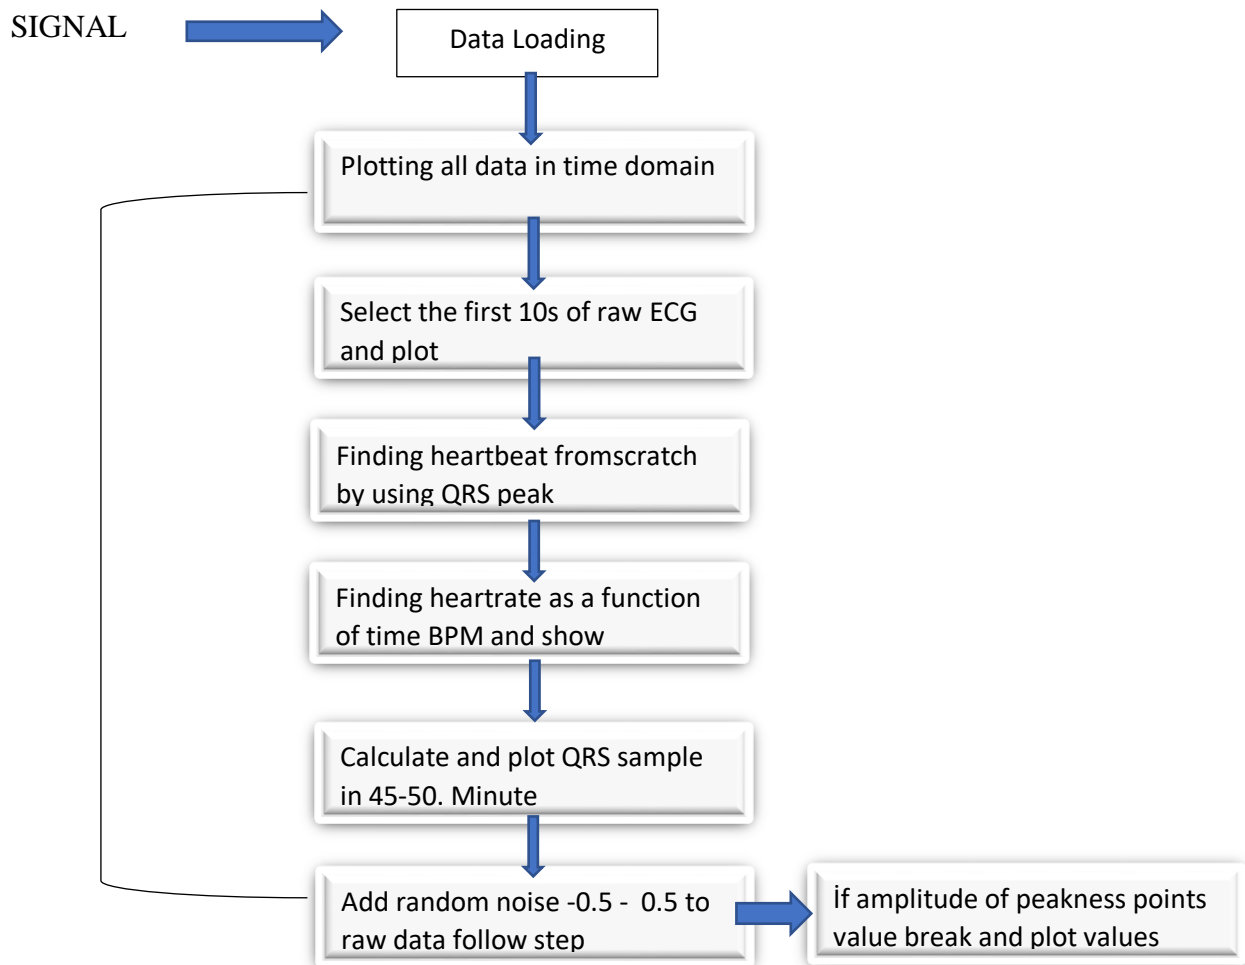 SIGNAL
Data Loading
Plotting all data in time domain
Select the first 10s of raw ECG
and plot
Finding heartbeat fromscratch
by using QRS peak
Finding heartrate as a function
of time BPM and show
Calculate and plot QRS sample
in 45-50. Minute
Add random noise -0.5 - 0.5 to
raw data follow step
İf amplitude of peakness points
value break and plot values